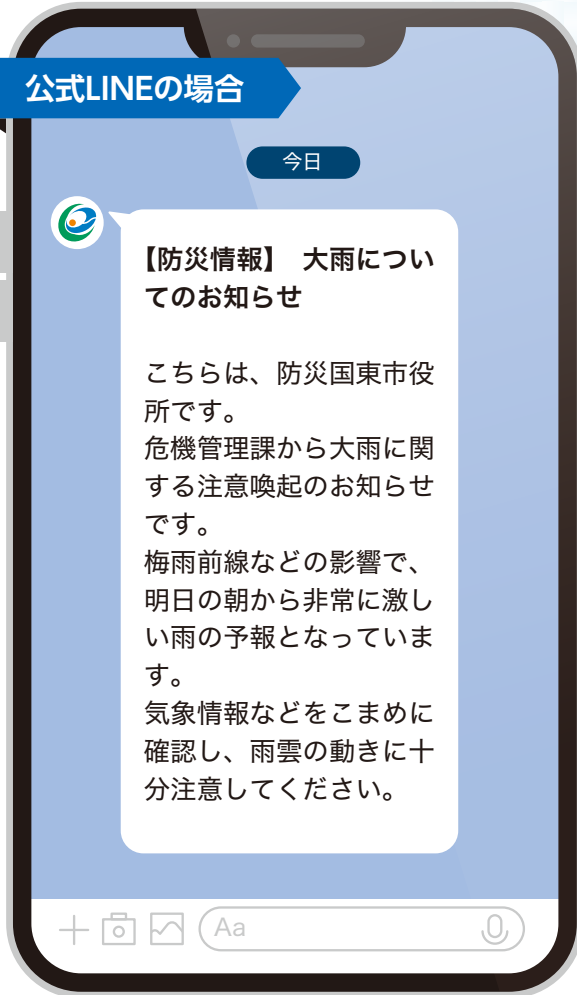 公式LINEの場合
今日
【防災情報】 大雨につい
てのお知らせ
こちらは、防災国東市役
所です。
危機管理課から大雨に関
する注意喚起のお知らせ
です。
梅雨前線などの影響で、
明日の朝から非常に激し
い雨の予報となっていま
す。
気象情報などをこまめに
確認し、雨雲の動きに十
分注意してください。
Aa